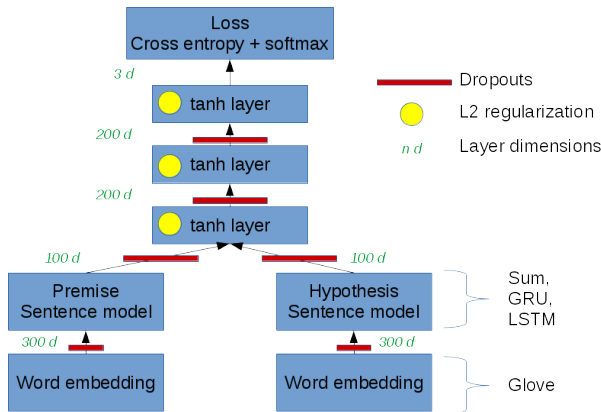 Loss
Cross entropy + softmax
3 d
tanh layer
200 d
tanh layer
200 d
tanh layer
100 d
100 d
Premise
Sentence model
Hypothesis
Sentence model
300 d
300 d
Word embedding
Word embedding
Dropouts
L2 regularization
n d
Layer dimensions
Sum,
GRU,
LSTM
Glove